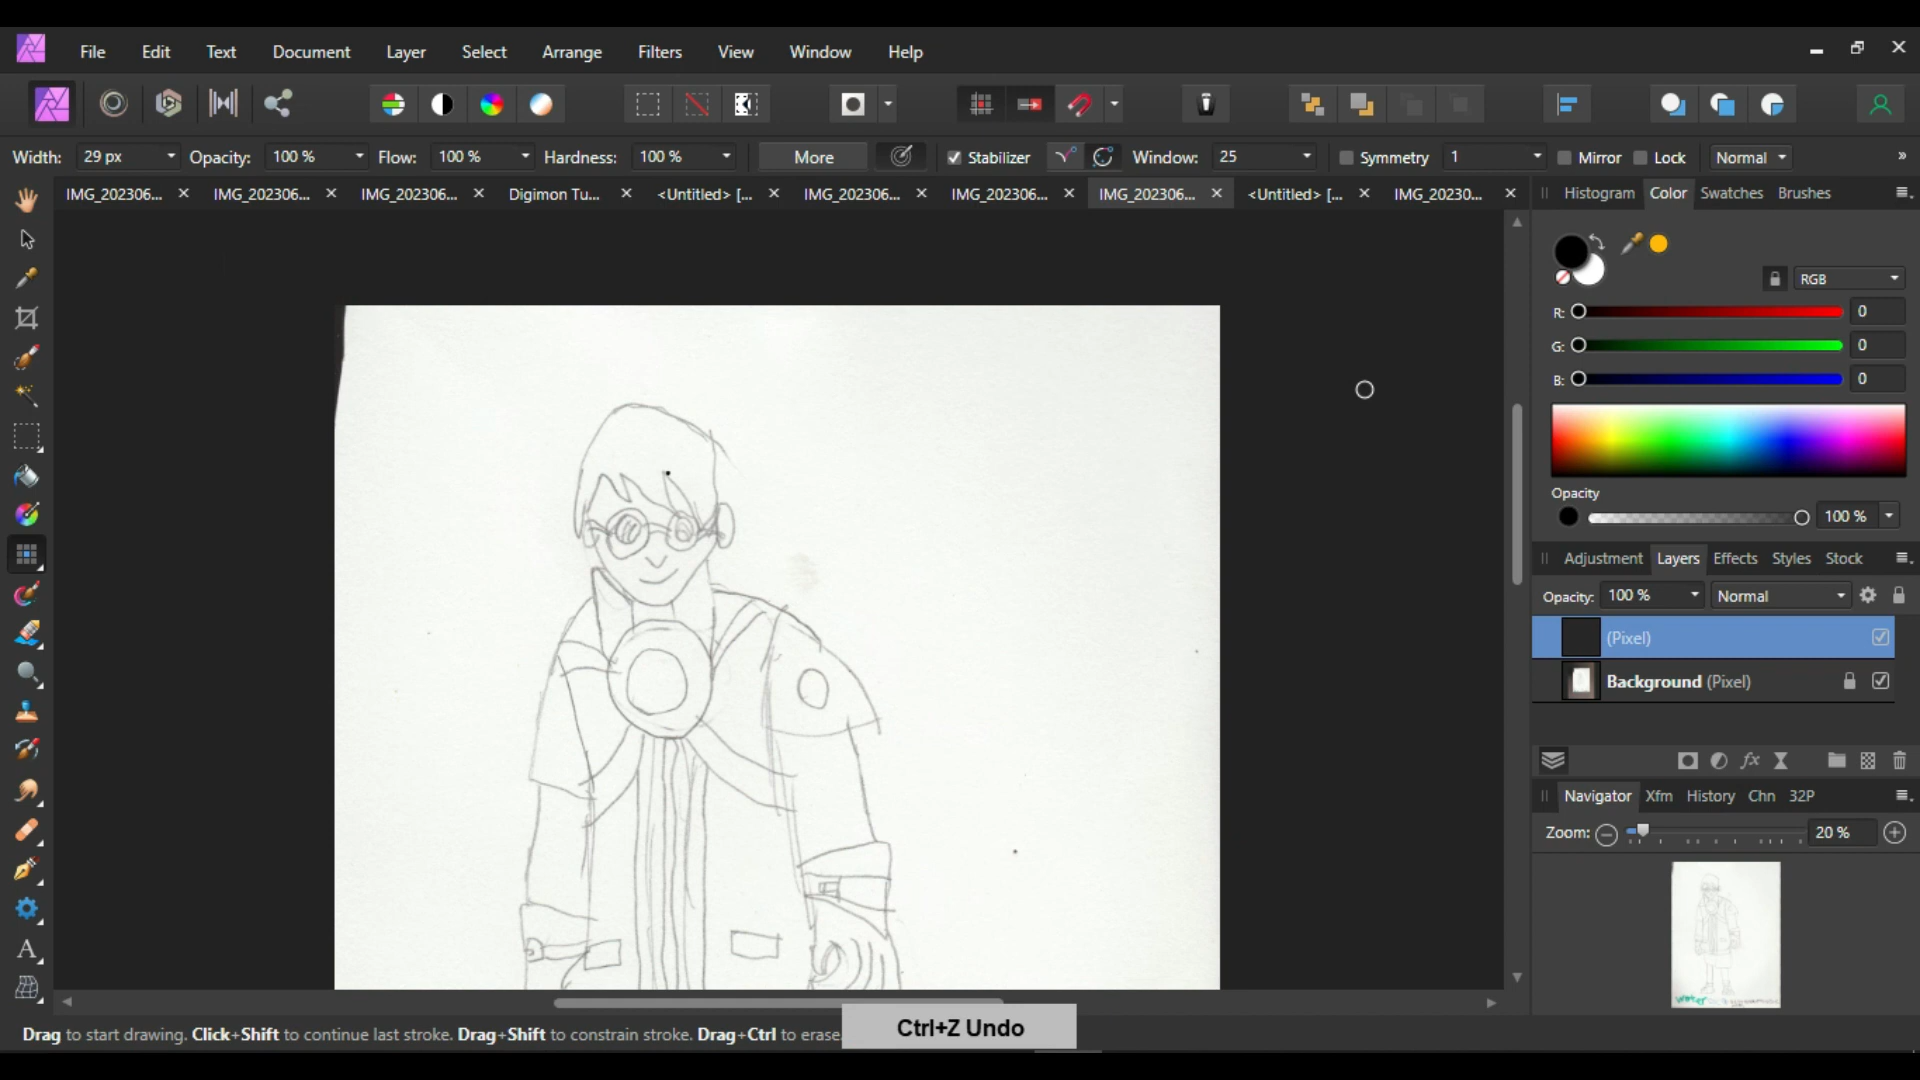 File Edit Text Document Layer Select Arrange Filters View Window Help
Width: 29 px Opacity: 100 % Flow: 100 % Hardness: 100 % More Stabilizer Window: 25 Symmetry 1 Mirror Lock Normal »
IMG_202306... IMG_202306... IMG_202306... Digimon Tu... <Untitled> [... IMG_202306... IMG_202306... IMG_202306... <Untitled> [... IMG_20230...
Histogram Color Swatches Brushes
RGB
R: 0
G: 0
B: 0
Opacity
100 %
Adjustment Layers Effects Styles Stock
Opacity: 100 % Normal
(Pixel)
Background (Pixel)
Navigator Xfm History Chn 32P
Zoom: 20 %
Drag to start drawing. Click+Shift to continue last stroke. Drag+Shift to constrain stroke. Drag+Ctrl to erase.
Ctrl+Z Undo